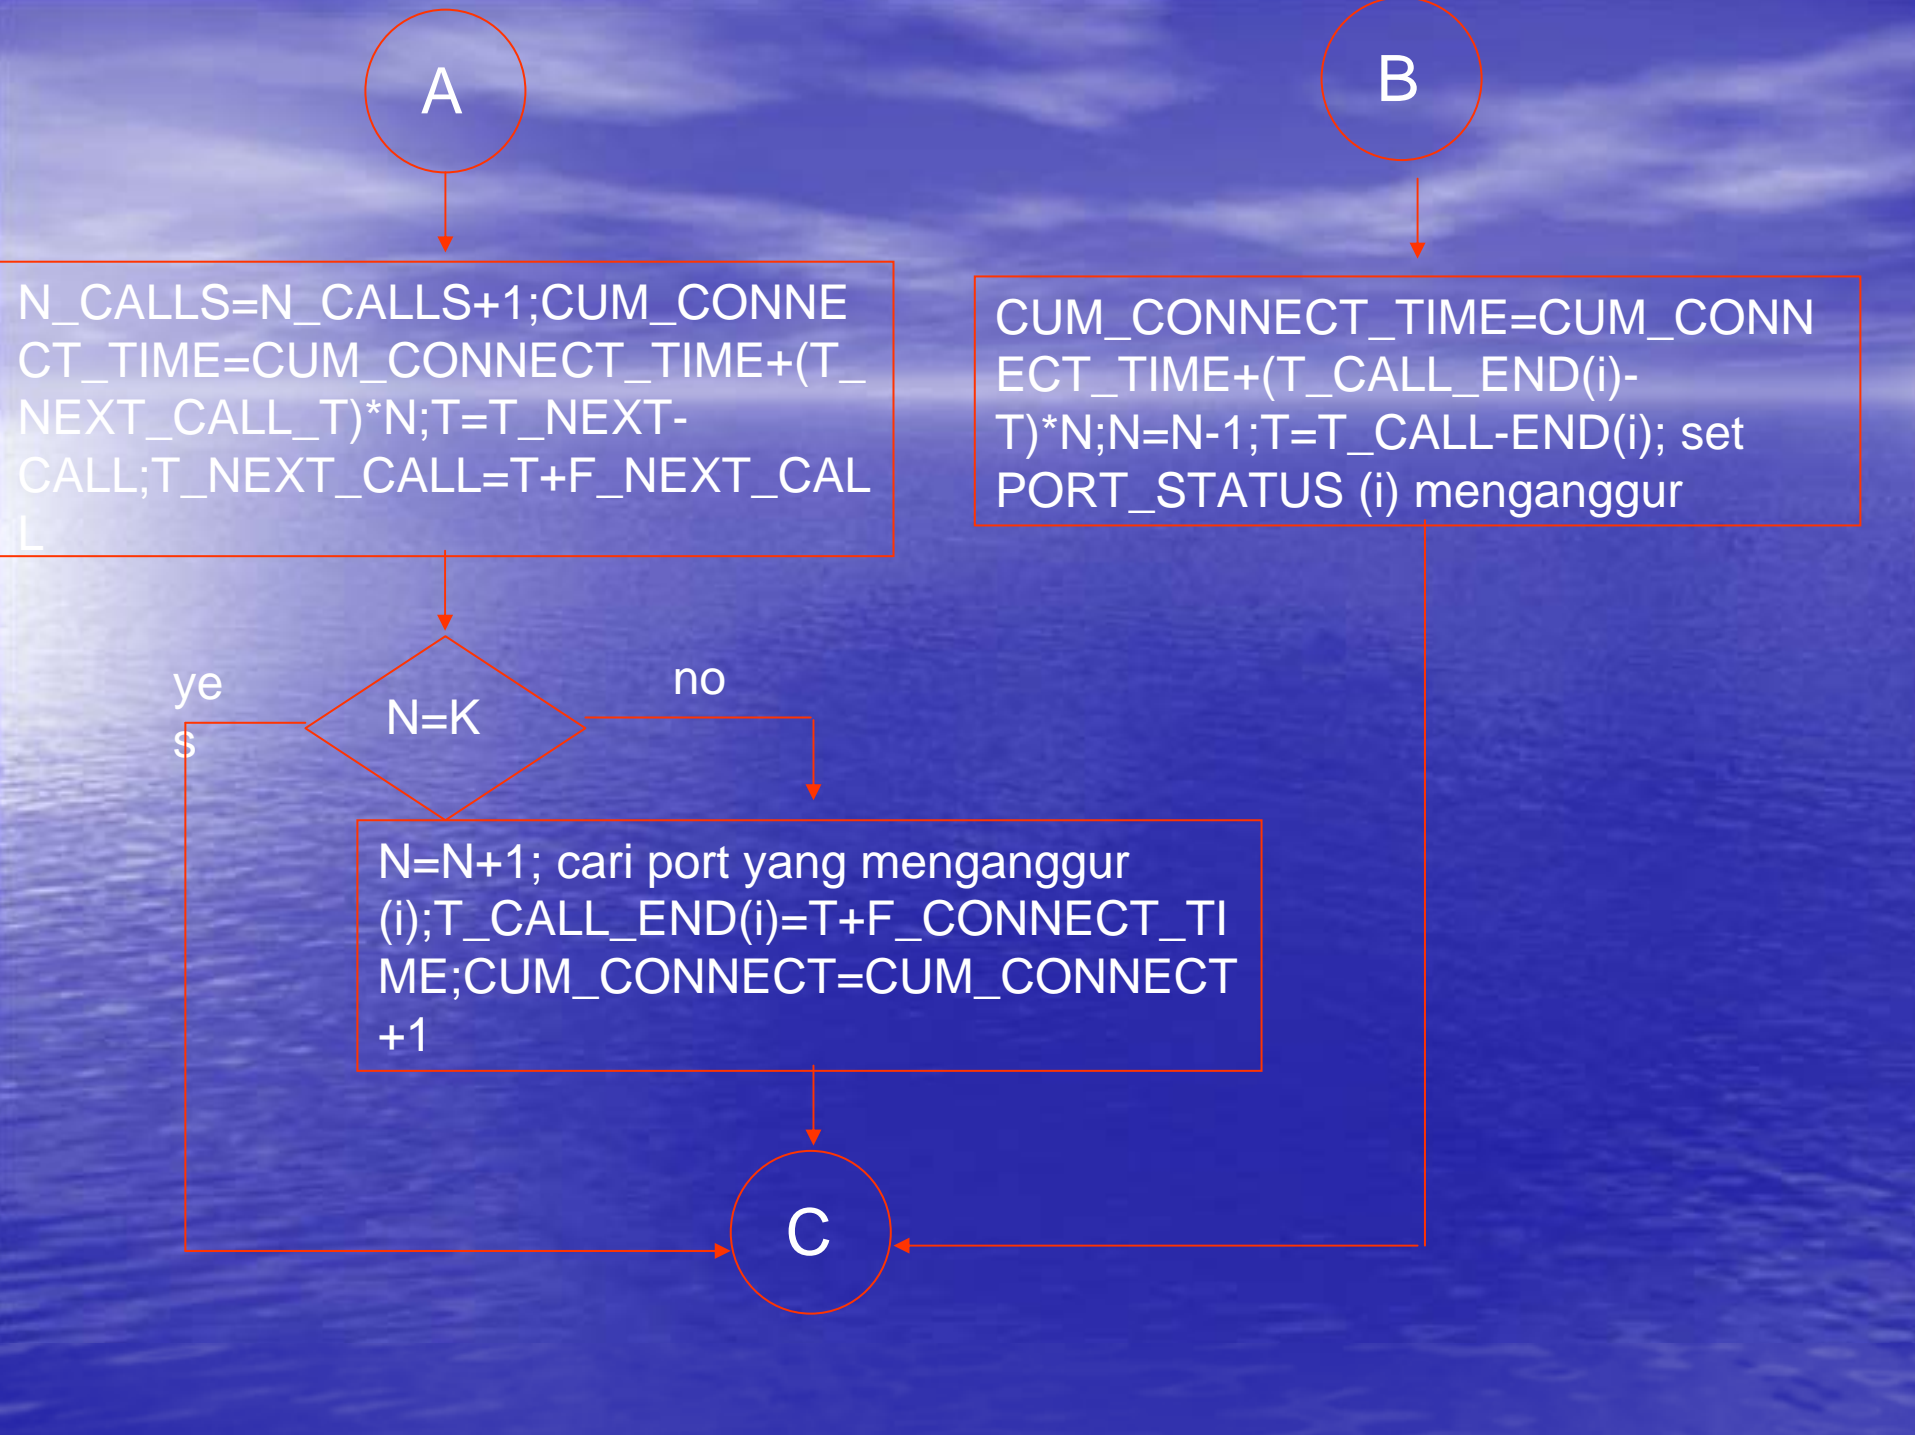 A
B
N_CALLS=N_CALLS+1;CUM_CONNE
CT_TIME=CUM_CONNECT_TIME+(T_
NEXT_CALL_T)*N;T=T_NEXT-
CALL;T_NEXT_CALL=T+F_NEXT_CAL
L
CUM_CONNECT_TIME=CUM_CONN
ECT_TIME+(T_CALL_END(i)-
T)*N;N=N-1;T=T_CALL-END(i); set
PORT_STATUS (i) menganggur
ye
s
N=K
no
N=N+1; cari port yang menganggur
(i);T_CALL_END(i)=T+F_CONNECT_TI
ME;CUM_CONNECT=CUM_CONNECT
+1
C